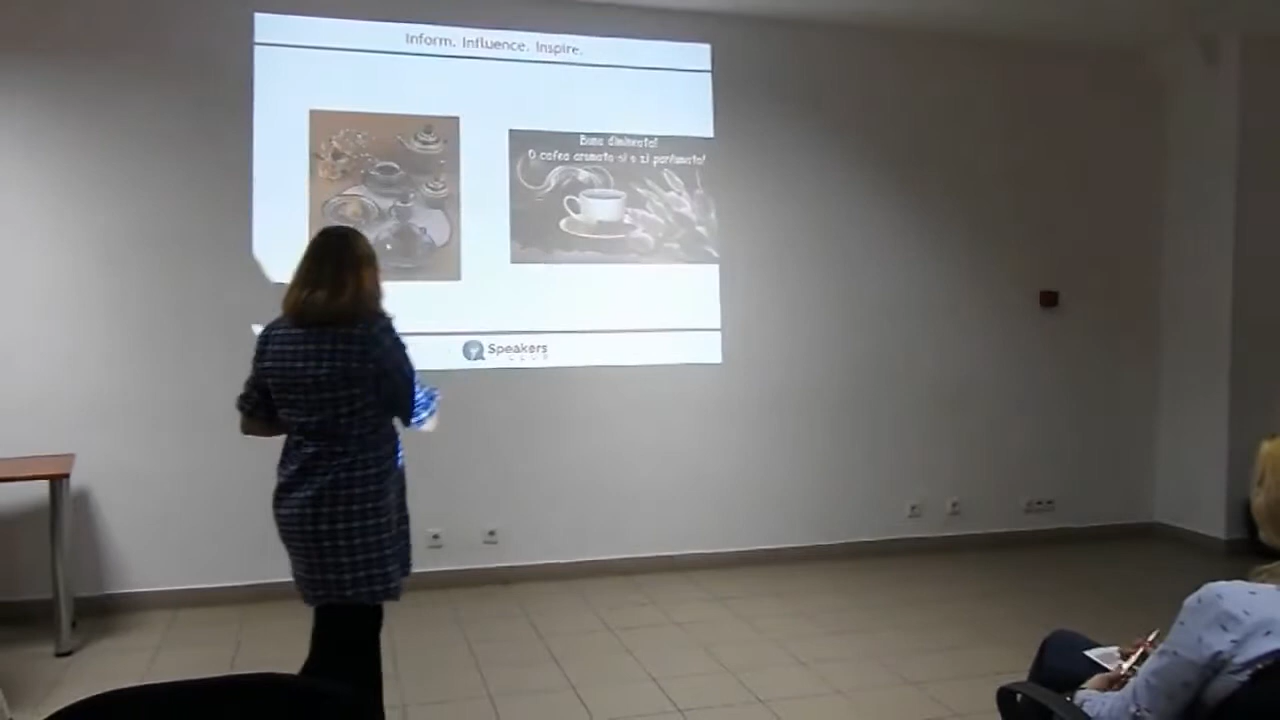 Inform. Influence. Inspire.
Buna dimineata!
O cafea aromata si o zi parfumata!
Speakers